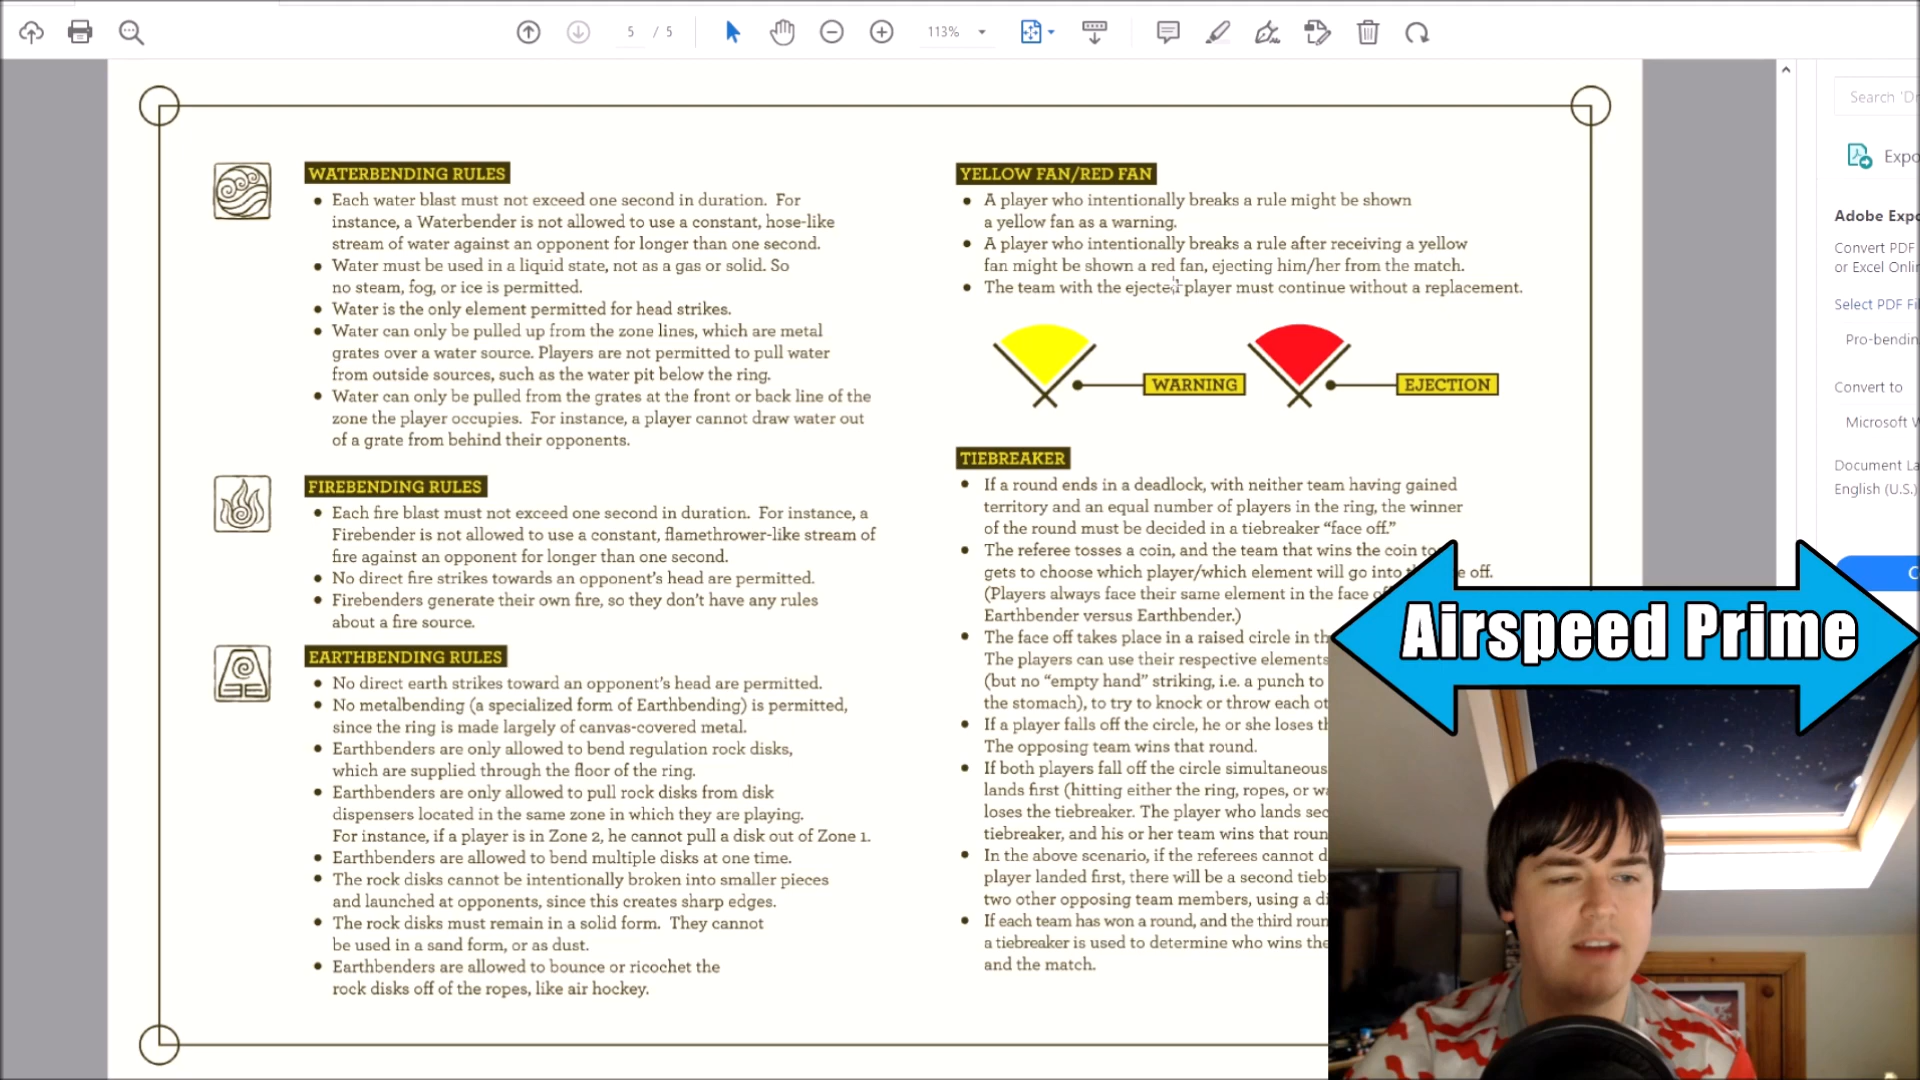 5 / 5
113%
WATERBENDING RULES
Each water blast must not exceed one second in duration. For
instance, a Waterbender is not allowed to use a constant, hose-like
stream of water against an opponent for longer than one second.
Water must be used in a liquid state, not as a gas or solid. So
no steam, fog, or ice is permitted.
Water is the only element permitted for head strikes.
Water can only be pulled up from the zone lines, which are metal
grates over a water source. Players are not permitted to pull water
from outside sources, such as the water pit below the ring.
Water can only be pulled from the grates at the front or back line of the
zone the player occupies. For instance, a player cannot draw water out
of a grate from behind their opponents.
FIREBENDING RULES
Each fire blast must not exceed one second in duration. For instance, a
Firebender is not allowed to use a constant, flamethrower-like stream of
fire against an opponent for longer than one second.
No direct fire strikes towards an opponent's head are permitted.
Firebenders generate their own fire, so they don't have any rules
about a fire source.
EARTHBENDING RULES
No direct earth strikes toward an opponent's head are permitted.
No metalbending (a specialized form of Earthbending) is permitted,
since the ring is made largely of canvas-covered metal.
Earthbenders are only allowed to bend regulation rock disks,
which are supplied through the floor of the ring.
Earthbenders are only allowed to pull rock disks from disk
dispensers located in the same zone in which they are playing.
For instance, if a player is in Zone 2, he cannot pull a disk out of Zone 1.
Earthbenders are allowed to bend multiple disks at one time.
The rock disks cannot be intentionally broken into smaller pieces
and launched at opponents, since this creates sharp edges.
The rock disks must remain in a solid form. They cannot
be used in a sand form, or as dust.
Earthbenders are allowed to bounce or ricochet the
rock disks off of the ropes, like air hockey.
YELLOW FAN/RED FAN
A player who intentionally breaks a rule might be shown
a yellow fan as a warning.
A player who intentionally breaks a rule after receiving a yellow
fan might be shown a red fan, ejecting him/her from the match.
The team with the ejected player must continue without a replacement.
WARNING
EJECTION
TIEBREAKER
If a round ends in a deadlock, with neither team having gained
territory and an equal number of players in the ring, the winner
of the round must be decided in a tiebreaker “face off.”
The referee tosses a coin, and the team that wins the coin to
gets to choose which player/which element will go into e off.
(Players always face their same element in the face
Earthbender versus Earthbender.)
The face off takes place in a raised circle in th
The players can use their respective elements
(but no “empty hand” striking, i.e. a punch to
the stomach), to try to knock or throw each ot
If a player falls off the circle, he or she loses th
The opposing team wins that round.
If both players fall off the circle simultaneous
lands first (hitting either the ring, ropes, or wa
loses the tiebreaker. The player who lands sec
tiebreaker, and his or her team wins that roun
In the above scenario, if the referees cannot d
player landed first, there will be a second tieb
two other opposing team members, using a di
If each team has won a round, and the third roun
a tiebreaker is used to determine who wins the
and the match.
Airspeed Prime
Search 'Dr
Expo
Adobe Expo
Convert PDF
or Excel Onlin
Select PDF Fil
Pro-bendin
Convert to
Microsoft W
Document La
English (U.S.)
C